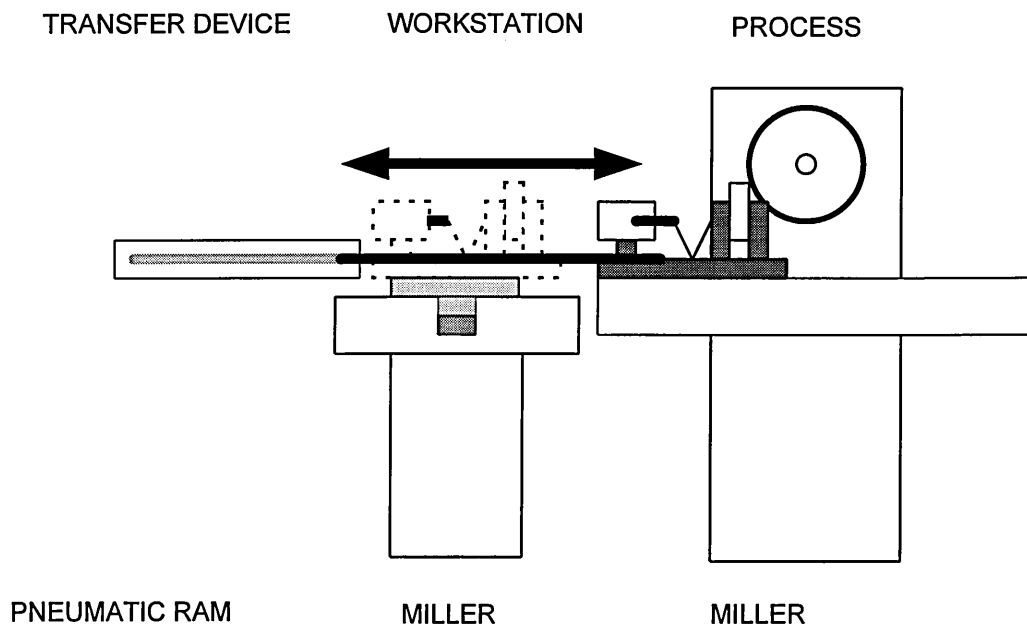 TRANSFER DEVICE WORKSTATION PROCESS
PNEUMATIC RAM MILLER MILLER